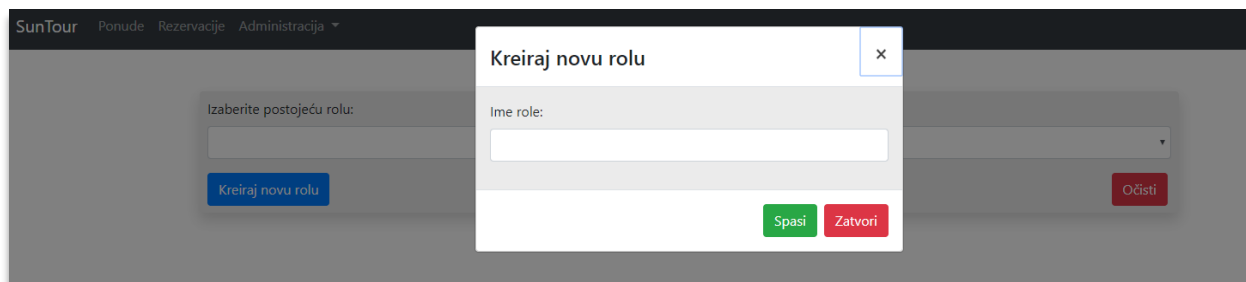 SunTour Ponude Rezervacije Administracija
Kreiraj novu rolu ×
Izaberite postojeću rolu:
Ime role:
Kreiraj novu rolu
Očisti
Spasi Zatvori